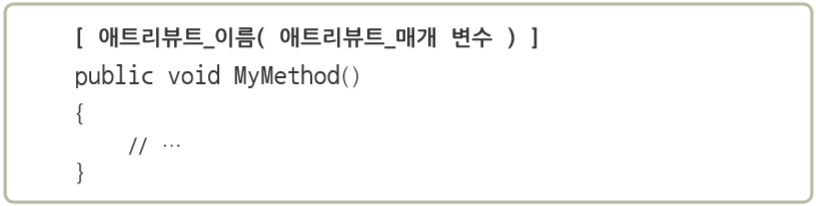 [ 애트리뷰트_이름( 애트리뷰트_매개 변수 ) ]
public void MyMethod()
{
// …
}